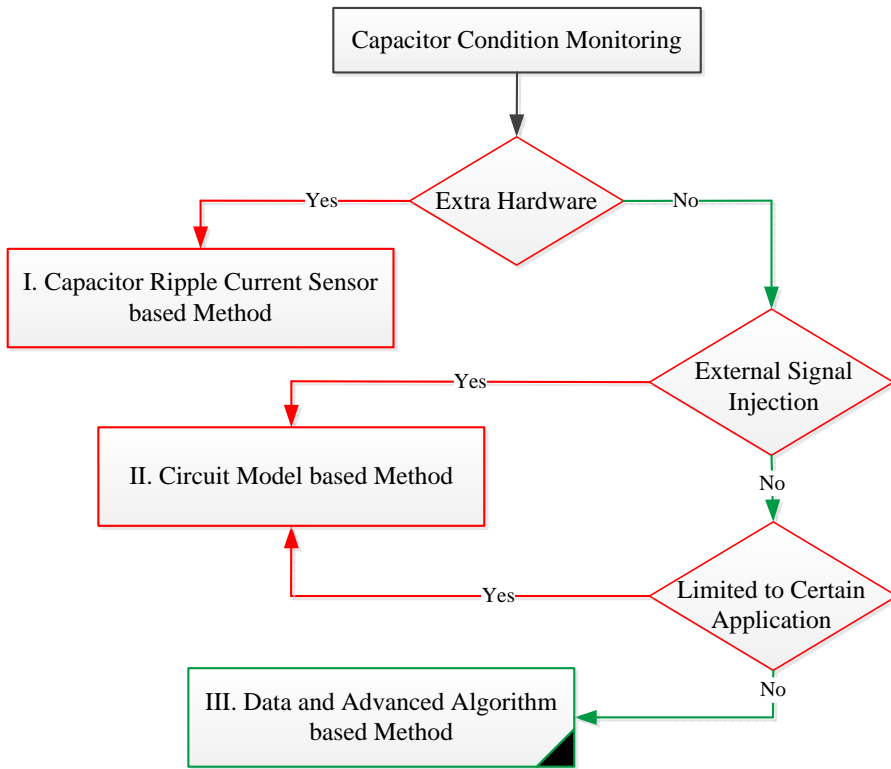 Capacitor Condition Monitoring
Extra Hardware
Yes
No
I. Capacitor Ripple Current Sensor
based Method
External Signal
Injection
Yes
II. Circuit Model based Method
No
Limited to Certain
Application
Yes
No
III. Data and Advanced Algorithm
based Method